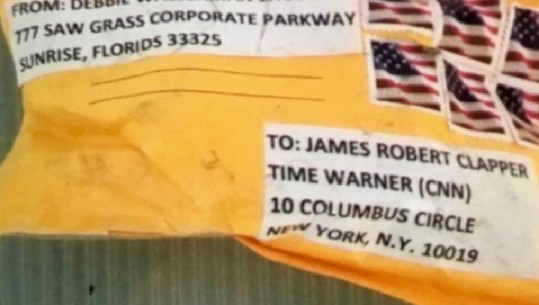 FROM: DEBBIE
777 SAW GRASS CORPORATE PARKWAY
SUNRISE, FLORIDS 33325
TO: JAMES ROBERT CLAPPER
TIME WARNER (CNN)
10 COLUMBUS CIRCLE
NEW YORK, N.Y. 10019